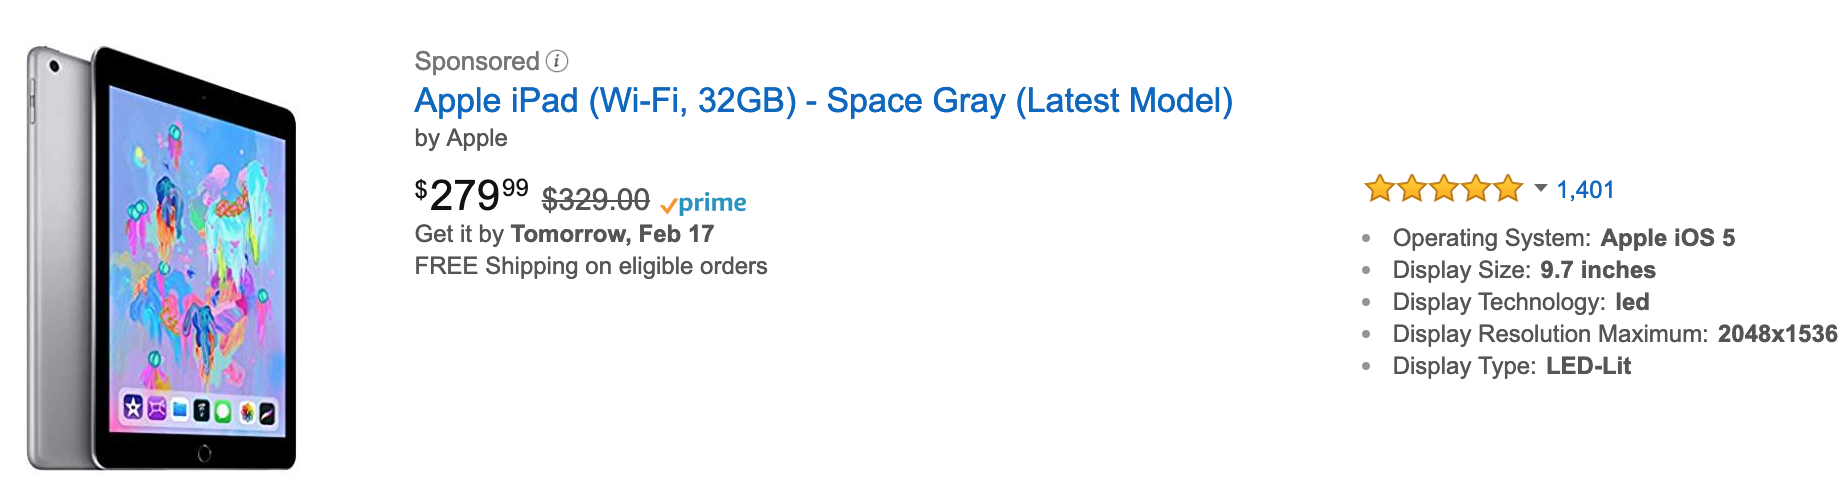 Sponsored
Apple iPad (Wi-Fi, 32GB) - Space Gray (Latest Model)
by Apple
$279.99 $329.00 prime
Get it by Tomorrow, Feb 17
FREE Shipping on eligible orders
1,401
Operating System: Apple iOS 5
Display Size: 9.7 inches
Display Technology: led
Display Resolution Maximum: 2048x1536
Display Type: LED-Lit